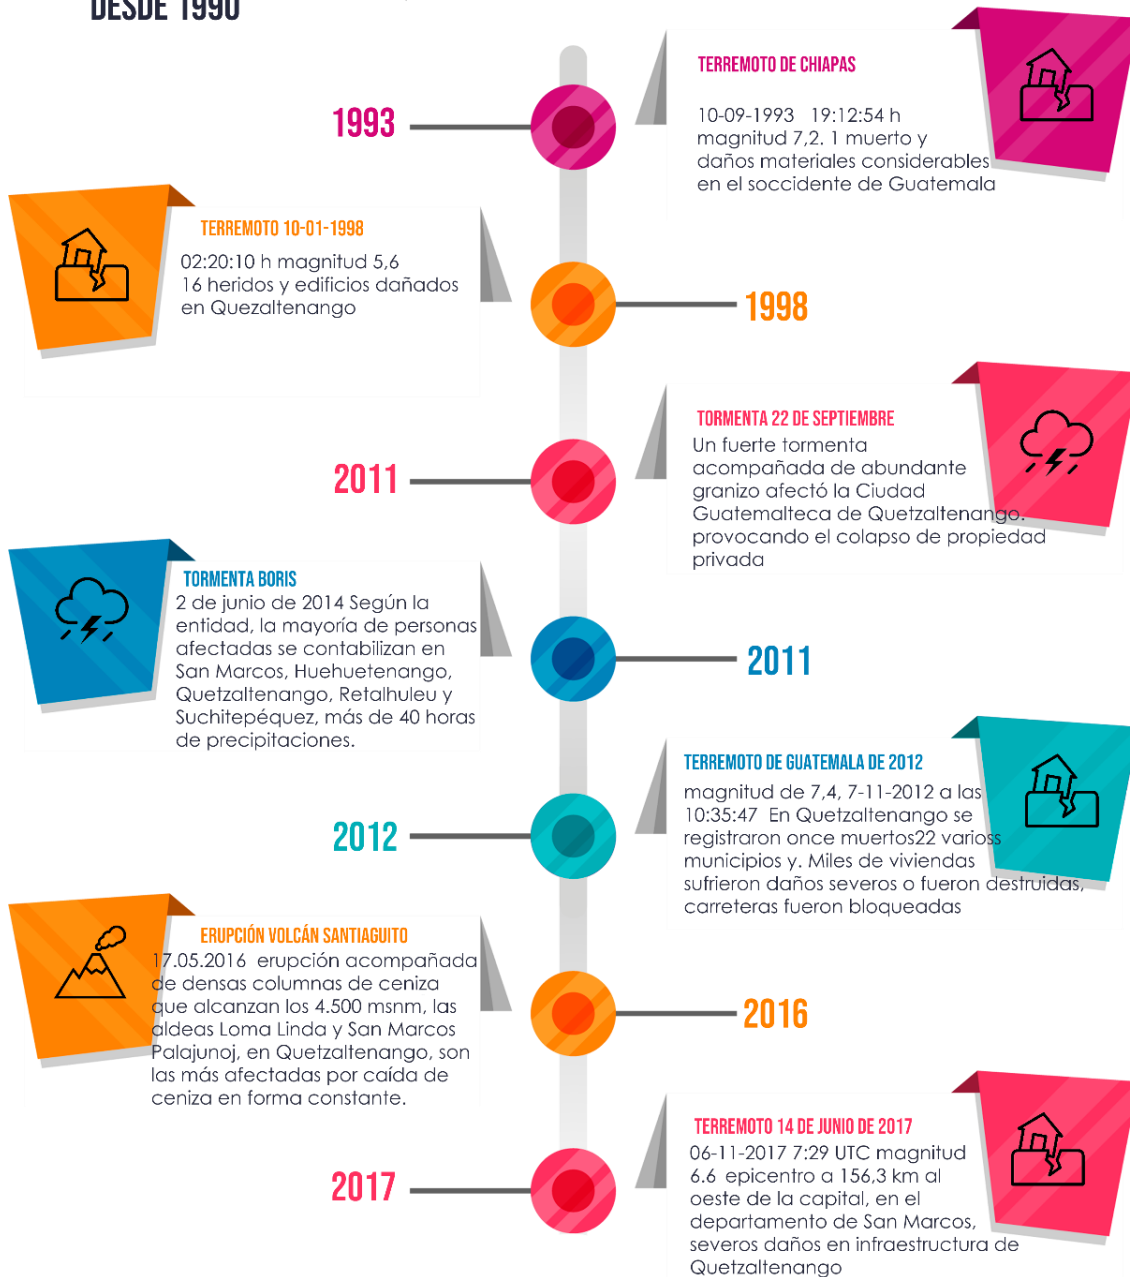 DESDE 1990
1993
TERREMOTO DE CHIAPAS
10-09-1993 19:12:54 h
magnitud 7,2. 1 muerto y
daños materiales considerables
en el soccidente de Guatemala
TERREMOTO 10-01-1998
02:20:10 h magnitud 5,6
16 heridos y edificios dañados
en Quezaltenango
1998
2011
TORMENTA 22 DE SEPTIEMBRE
Un fuerte tormenta
acompañada de abundante
granizo afectó la Ciudad
Guatemalteca de Quetzaltenango.
provocando el colapso de propiedad
privada
TORMENTA BORIS
2 de junio de 2014 Según la
entidad, la mayoría de personas
afectadas se contabilizan en
San Marcos, Huehuetenango,
Quetzaltenango, Retalhuleu y
Suchitepéquez, más de 40 horas
de precipitaciones.
2011
2012
TERREMOTO DE GUATEMALA DE 2012
magnitud de 7,4, 7-11-2012 a las
10:35:47 En Quetzaltenango se
registraron once muertos22 varioss
municipios y. Miles de viviendas
sufrieron daños severos o fueron destruidas,
carreteras fueron bloqueadas
ERUPCIÓN VOLCÁN SANTIAGUITO
17.05.2016 erupción acompañada
de densas columnas de ceniza
que alcanzan los 4.500 msnm, las
aldeas Loma Linda y San Marcos
Palajunoj, en Quetzaltenango, son
las más afectadas por caída de
ceniza en forma constante.
2016
2017
TERREMOTO 14 DE JUNIO DE 2017
06-11-2017 7:29 UTC magnitud
6.6 epicentro a 156,3 km al
oeste de la capital, en el
departamento de San Marcos,
severos daños en infraestructura de
Quetzaltenango